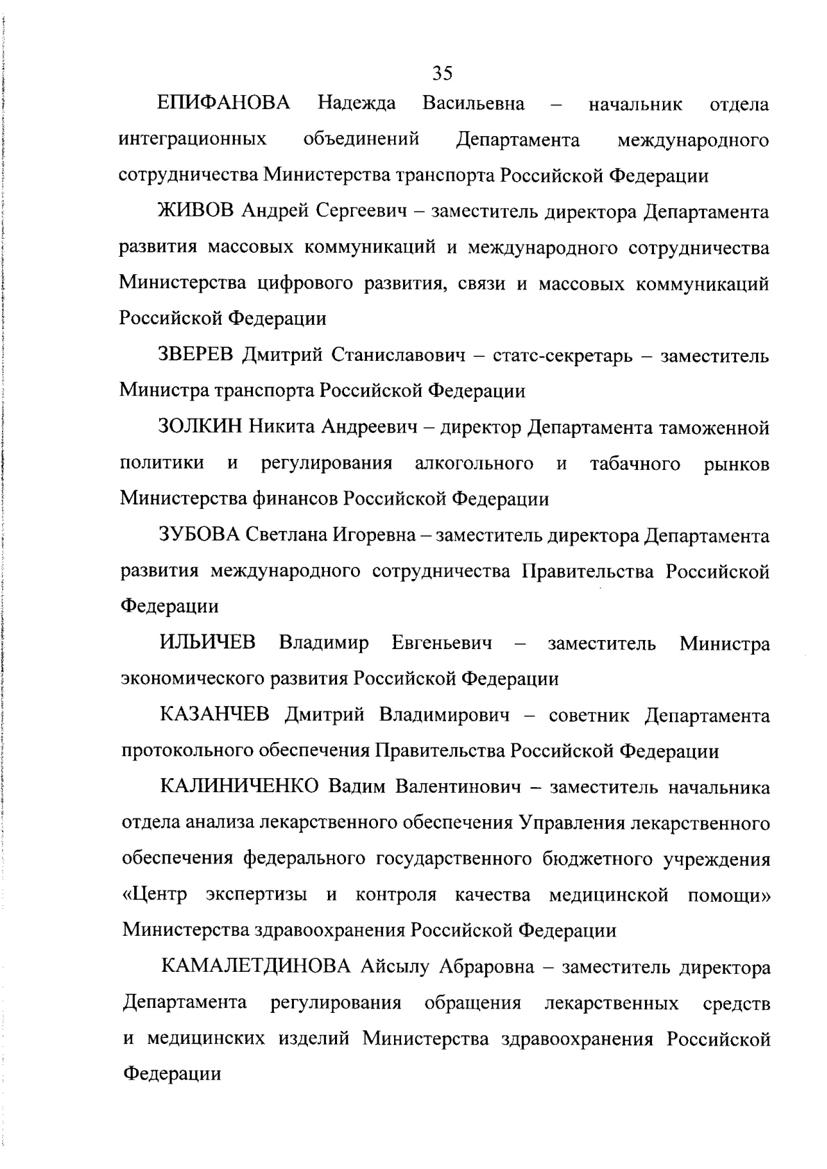 35
ЕПИФАНОВА Надежда Васильевна – начальник отдела
интеграционных объединений Департамента международного
сотрудничества Министерства транспорта Российской Федерации
ЖИВОВ Андрей Сергеевич – заместитель директора Департамента
развития массовых коммуникаций и международного сотрудничества
Министерства цифрового развития, связи и массовых коммуникаций
Российской Федерации
ЗВЕРЕВ Дмитрий Станиславович – статс-секретарь – заместитель
Министра транспорта Российской Федерации
ЗОЛКИН Никита Андреевич – директор Департамента таможенной
политики и регулирования алкогольного и табачного рынков
Министерства финансов Российской Федерации
ЗУБОВА Светлана Игоревна – заместитель директора Департамента
развития международного сотрудничества Правительства Российской
Федерации
ИЛЬИЧЕВ Владимир Евгеньевич – заместитель Министра
экономического развития Российской Федерации
КАЗАНЧЕВ Дмитрий Владимирович – советник Департамента
протокольного обеспечения Правительства Российской Федерации
КАЛИНИЧЕНКО Вадим Валентинович – заместитель начальника
отдела анализа лекарственного обеспечения Управления лекарственного
обеспечения федерального государственного бюджетного учреждения
«Центр экспертизы и контроля качества медицинской помощи»
Министерства здравоохранения Российской Федерации
КАМАЛЕТДИНОВА Айсылу Абраровна – заместитель директора
Департамента регулирования обращения лекарственных средств
и медицинских изделий Министерства здравоохранения Российской
Федерации